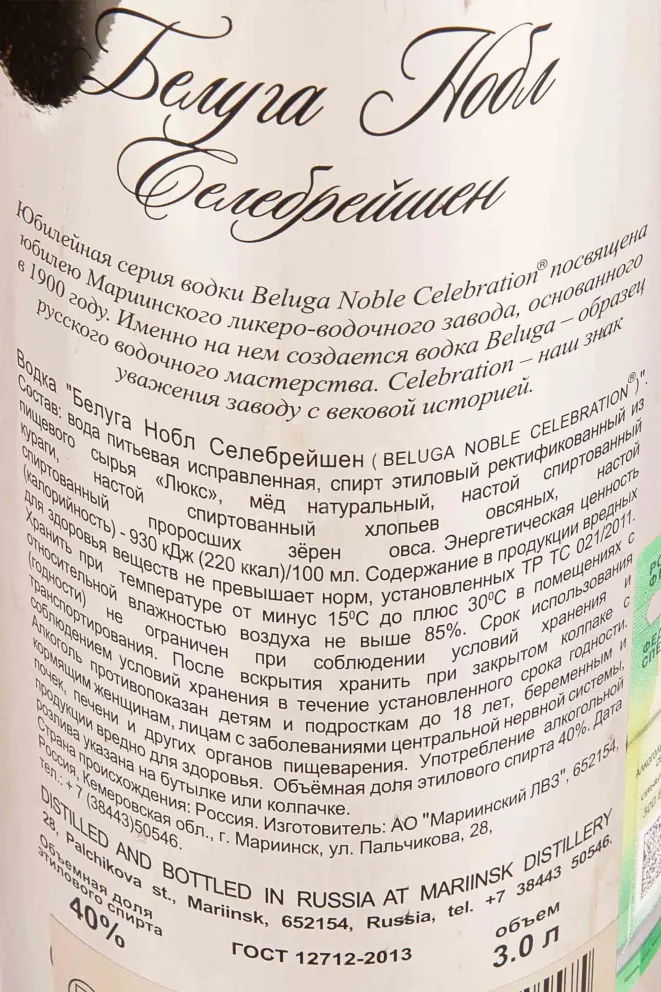 Белуга Нобл
Селебрейшен
Юбилейная серия водки Beluga Noble Celebration® посвящена
юбилею Мариинского ликеро-водочного завода, основанного
в 1900 году. Именно на нем создается водка Beluga – образец
русского водочного мастерства. Celebration – наш знак
уважения заводу с вековой историей.
Водка "Белуга Нобл Селебрейшен ( BELUGA NOBLE CELEBRATION®)".
Состав: вода питьевая исправленная, спирт этиловый ректификованный из
пищевого сырья «Люкс», мёд натуральный, настой спиртованный
кураги, настой спиртованный хлопьев овсяных, настой
спиртованный проросших зёрен овса. Энергетическая ценность
(калорийность) - 930 кДж (220 ккал)/100 мл. Содержание в продукции вредных
для здоровья веществ не превышает норм, установленных ТР ТС 021/2011.
Хранить при температуре от минус 15⁰С до плюс 30⁰С в помещениях с
относительной влажностью воздуха не выше 85%. Срок использования
(годности) не ограничен при соблюдении условий хранения и
транспортирования. После вскрытия хранить при закрытом колпаке с
соблюдением условий хранения в течение установленного срока годности.
Алкоголь противопоказан детям и подросткам до 18 лет, беременным и
кормящим женщинам, лицам с заболеваниями центральной нервной системы,
почек, печени и других органов пищеварения. Употребление алкогольной
продукции вредно для здоровья. Объёмная доля этилового спирта 40%. Дата
розлива указана на бутылке или колпачке.
Страна происхождения: Россия. Изготовитель: АО "Мариинский ЛВЗ", 652154,
Россия, Кемеровская обл., г. Мариинск, ул. Пальчикова, 28,
тел.: + 7 (38443)50546.
DISTILLED AND BOTTLED IN RUSSIA AT MARIINSK DISTILLERY
28, Palchikova st., Mariinsk, 652154, Russia, tel. +7 38443 50546.
Объемная доля
этилового спирта
40%
ГОСТ 12712-2013
объем
3.0 л